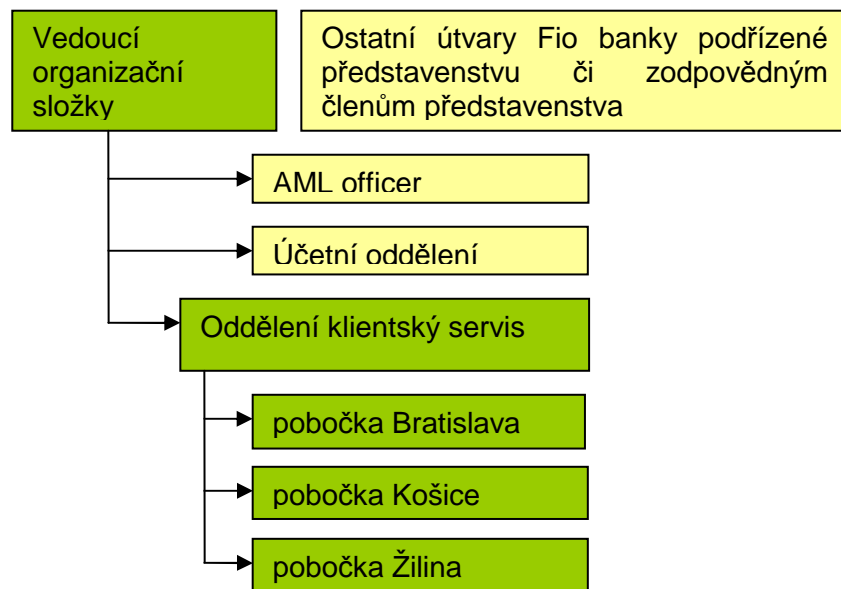 Vedoucí
organizační
složky
Ostatní útvary Fio banky podřízené
představenstvu či zodpovědným
členům představenstva
AML officer
Účetní oddělení
Oddělení klientský servis
pobočka Bratislava
pobočka Košice
pobočka Žilina